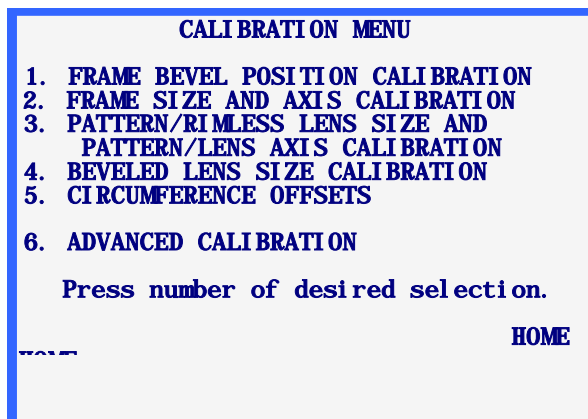 CALIBRATION MENU
1. FRAME BEVEL POSITION CALIBRATION
2. FRAME SIZE AND AXIS CALIBRATION
3. PATTERN/RIMLESS LENS SIZE AND
PATTERN/LENS AXIS CALIBRATION
4. BEVELED LENS SIZE CALIBRATION
5. CIRCUMFERENCE OFFSETS
6. ADVANCED CALIBRATION
Press number of desired selection.
HOME
HOME